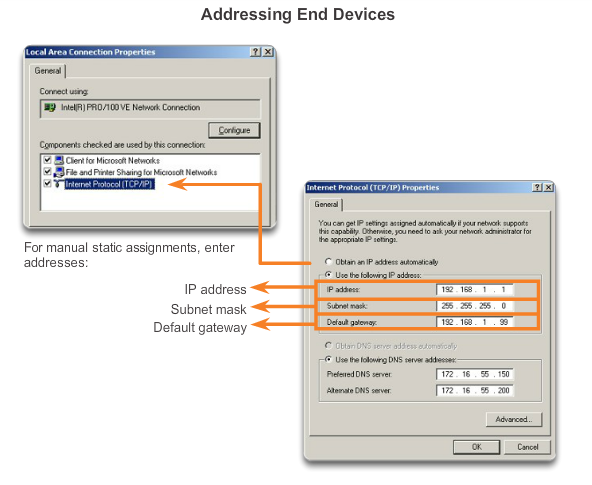 Addressing End Devices
Local Area Connection Properties
General
Connect using:
Intel(R) PRO/100 VE Network Connection
Configure
Components checked are used by this connection:
Client for Microsoft Networks
File and Printer Sharing for Microsoft Networks
Internet Protocol (TCP/IP)
For manual static assignments, enter
addresses:
IP address
Subnet mask
Default gateway
Internet Protocol (TCP/IP) Properties
General
You can get IP settings assigned automatically if your network supports
this capability. Otherwise, you need to ask your network administrator for
the appropriate IP settings.
Obtain an IP address automatically
Use the following IP address:
IP address: 192 . 168 . 1 . 1
Subnet mask: 255 . 255 . 255 . 0
Default gateway: 192 . 168 . 1 . 99
Obtain DNS server address automatically
Use the following DNS server addresses:
Preferred DNS server: 172 . 16 . 55 . 150
Alternate DNS server: 172 . 16 . 55 . 200
Advanced...
OK Cancel